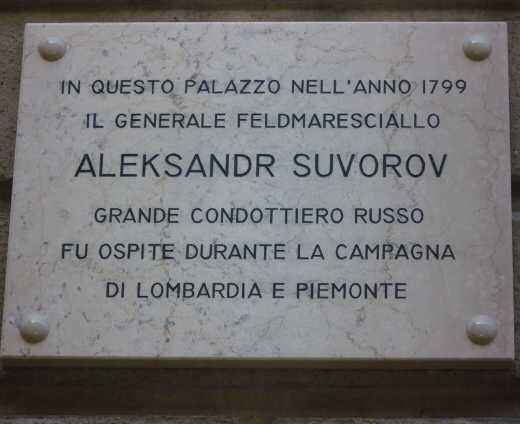 IN QUESTO PALAZZO NELL'ANNO 1799
IL GENERALE FELDMARESCIALLO
ALEKSANDR SUVOROV
GRANDE CONDOTTIERO RUSSO
FU OSPITE DURANTE LA CAMPAGNA
DI LOMBARDIA E PIEMONTE